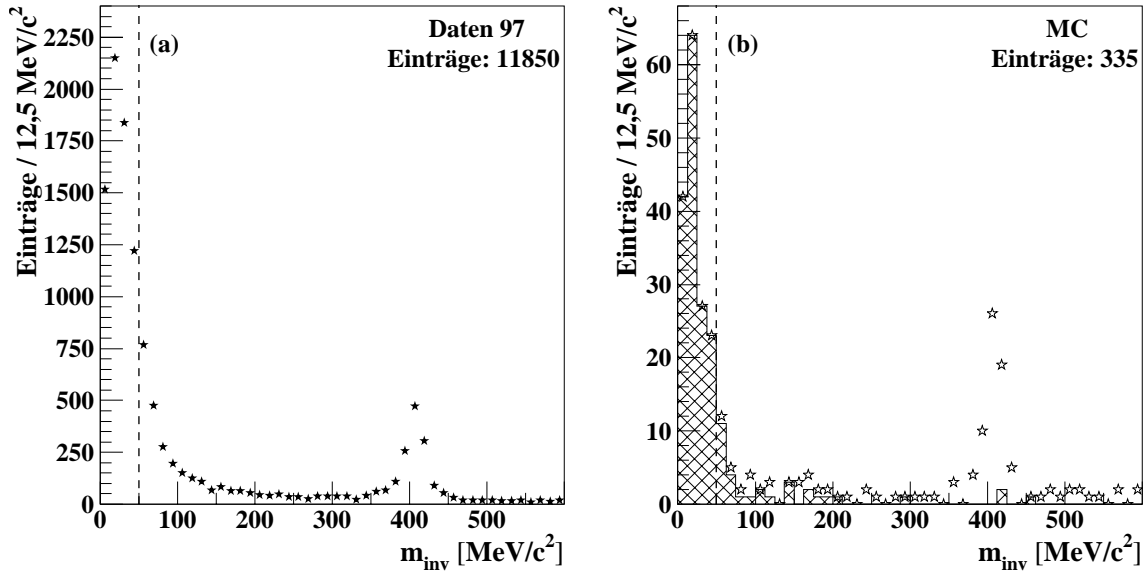 Daten 97
(a)
Einträge: 11850
Einträge / 12,5 MeV/c²
2250
2000
1750
1500
1250
1000
750
500
250
0
0 100 200 300 400 500
m_inv [MeV/c²]
MC
(b)
Einträge: 335
Einträge / 12,5 MeV/c²
60
50
40
30
20
10
0
0 100 200 300 400 500
m_inv [MeV/c²]